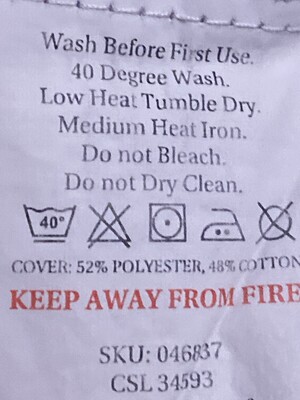 Wash Before First Use.
40 Degree Wash.
Low Heat Tumble Dry.
Medium Heat Iron.
Do not Bleach.
Do not Dry Clean.
40°
COVER: 52% POLYESTER, 48% COTTON
KEEP AWAY FROM FIRE
SKU: 046837
CSL 34593